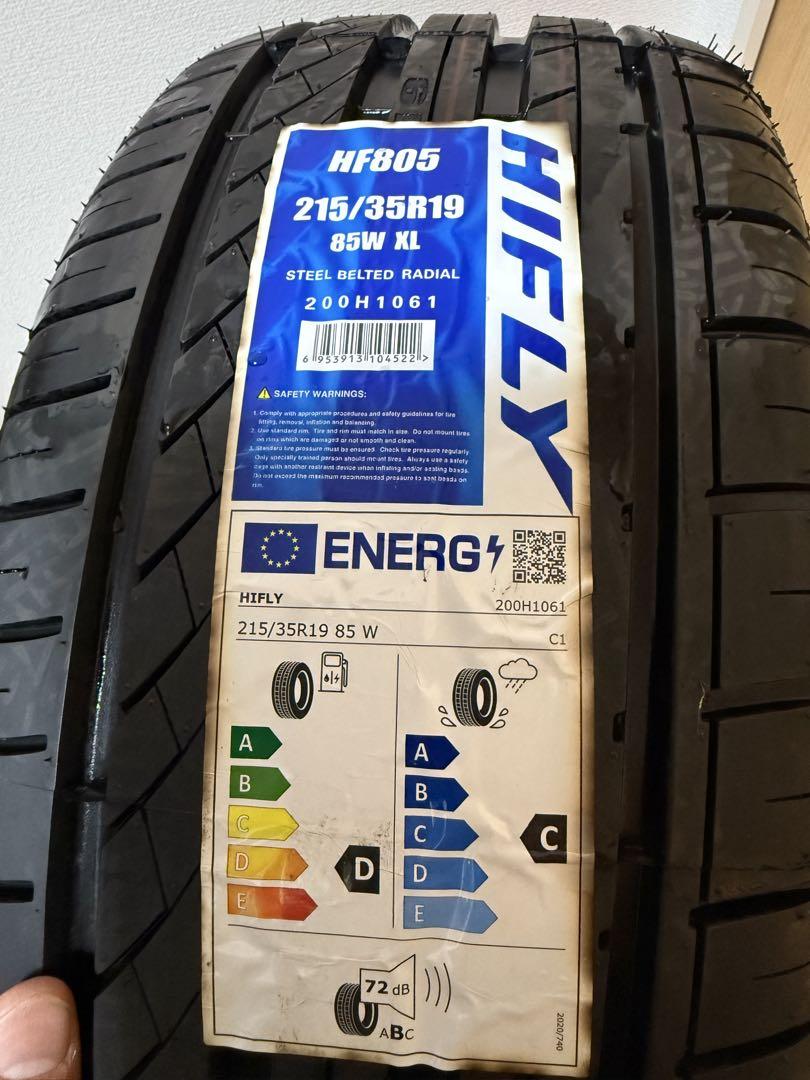 HF805
215/35R19
85W XL
STEEL BELTED RADIAL
200H1061
6 953913 104522 >
HIFLY
SAFETY WARNINGS:
1. Comply with appropriate procedures and safety guidelines for tire
fitting, removal, inflation and balancing.
2. Use standard rim. Tire and rim must match in size. Do not mount tires
on rims which are damaged or not smooth and clean.
3. Standard tire pressure must be ensured. Check tire pressure regularly
Only specially trained person should mount tires. Always use a safety
cage with another restraint device when inflating and/or seating beads.
Do not exceed the maximum recommended pressure to seat beads on
rim.
ENERG
HIFLY 200H1061
215/35R19 85 W C1
A A
B B
C C C
D D D
E E
72 dB
ABC
2020/740